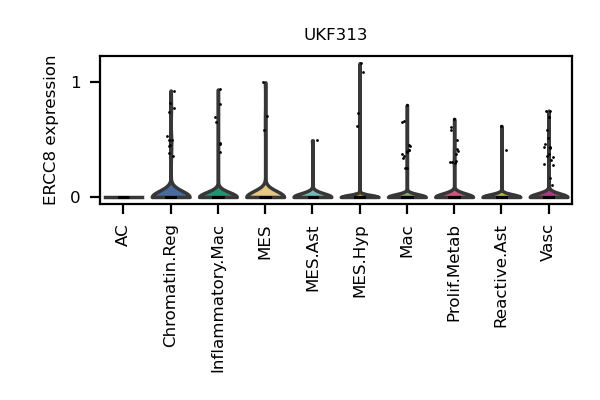 UKF313
ERCC8 expression
1
0
AC
Chromatin.Reg
Inflammatory.Mac
MES
MES.Ast
MES.Hyp
Mac
Prolif.Metab
Reactive.Ast
Vasc